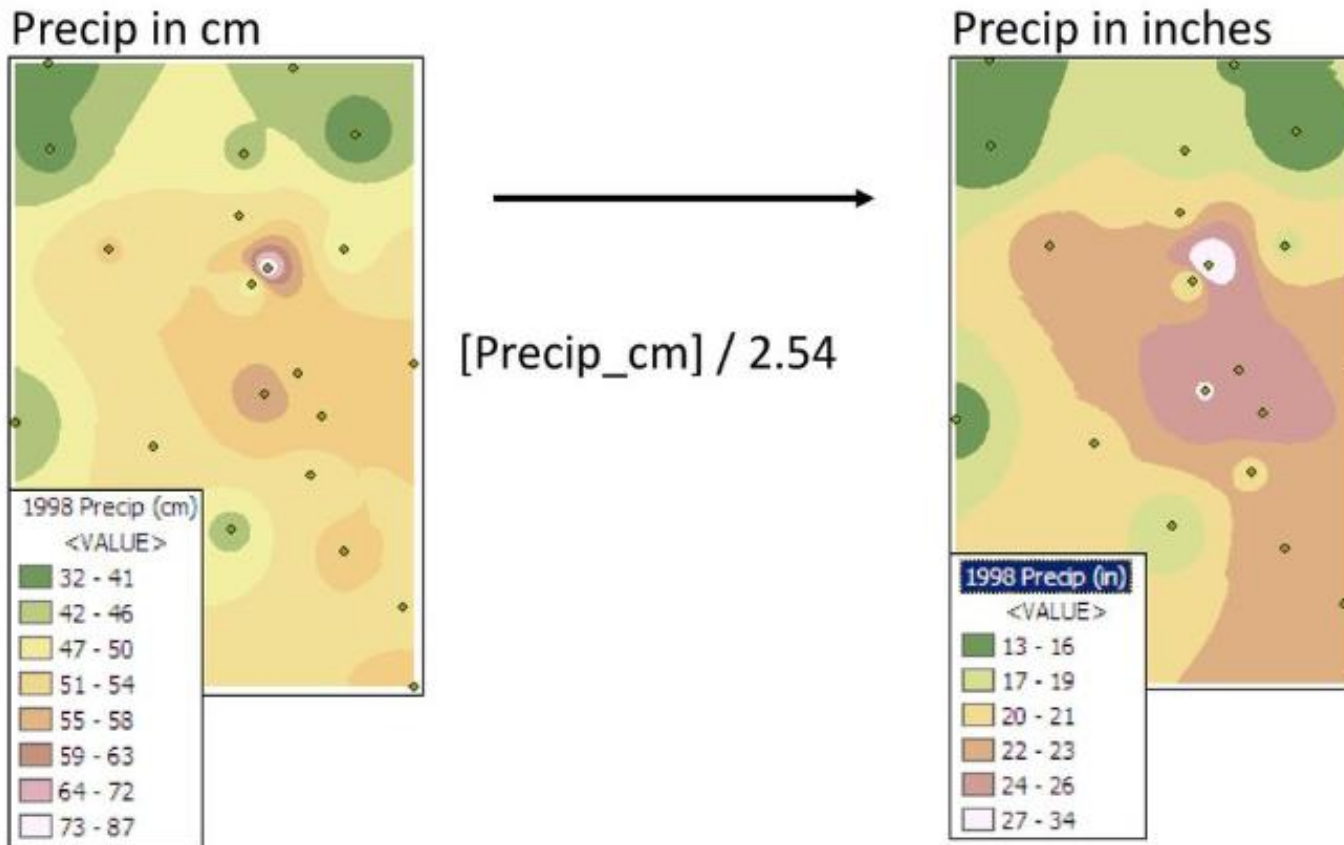 Precip in cm
Precip in inches
[Precip_cm] / 2.54
1998 Precip (cm)
<VALUE>
32 - 41
42 - 46
47 - 50
51 - 54
55 - 58
59 - 63
64 - 72
73 - 87
1998 Precip (in)
<VALUE>
13 - 16
17 - 19
20 - 21
22 - 23
24 - 26
27 - 34